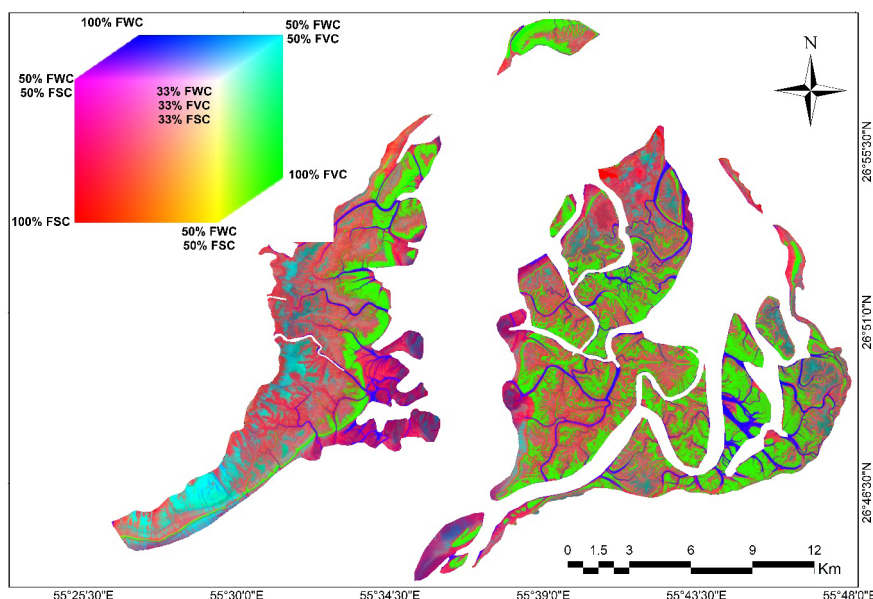 100% FWC
50% FWC
50% FVC
50% FWC
50% FSC
33% FWC
33% FVC
33% FSC
100% FVC
100% FSC
50% FWC
50% FSC
N
26°55'30"N
26°51'0"N
26°46'30"N
0 1.5 3 6 9 12
Km
55°25'30"E 55°30'0"E 55°34'30"E 55°39'0"E 55°43'30"E 55°48'0"E